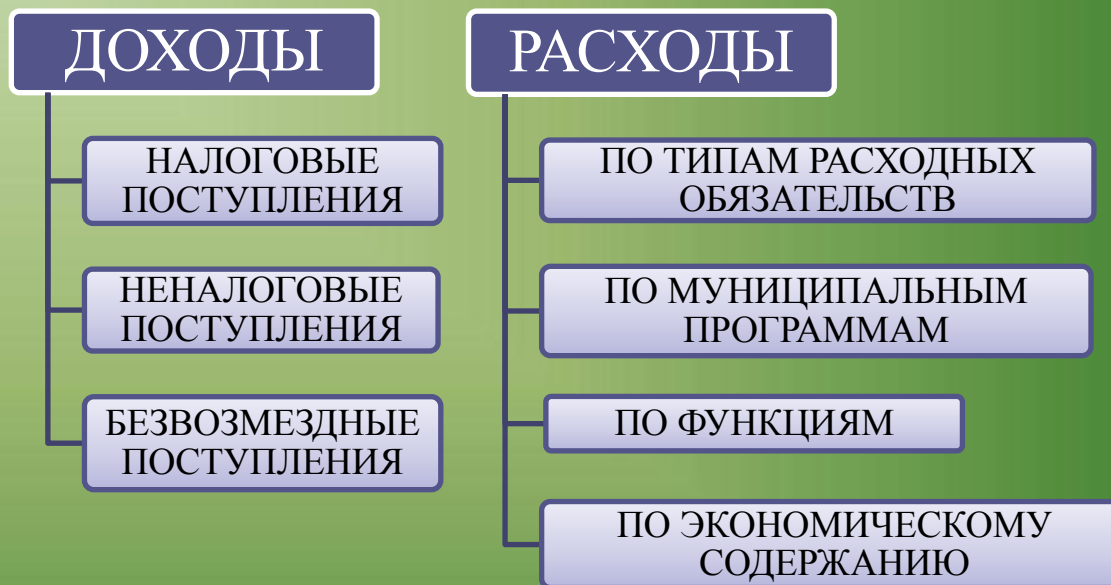 ДОХОДЫ
НАЛОГОВЫЕ
ПОСТУПЛЕНИЯ
НЕНАЛОГОВЫЕ
ПОСТУПЛЕНИЯ
БЕЗВОЗМЕЗДНЫЕ
ПОСТУПЛЕНИЯ
РАСХОДЫ
ПО ТИПАМ РАСХОДНЫХ
ОБЯЗАТЕЛЬСТВ
ПО МУНИЦИПАЛЬНЫМ
ПРОГРАММАМ
ПО ФУНКЦИЯМ
ПО ЭКОНОМИЧЕСКОМУ
СОДЕРЖАНИЮ